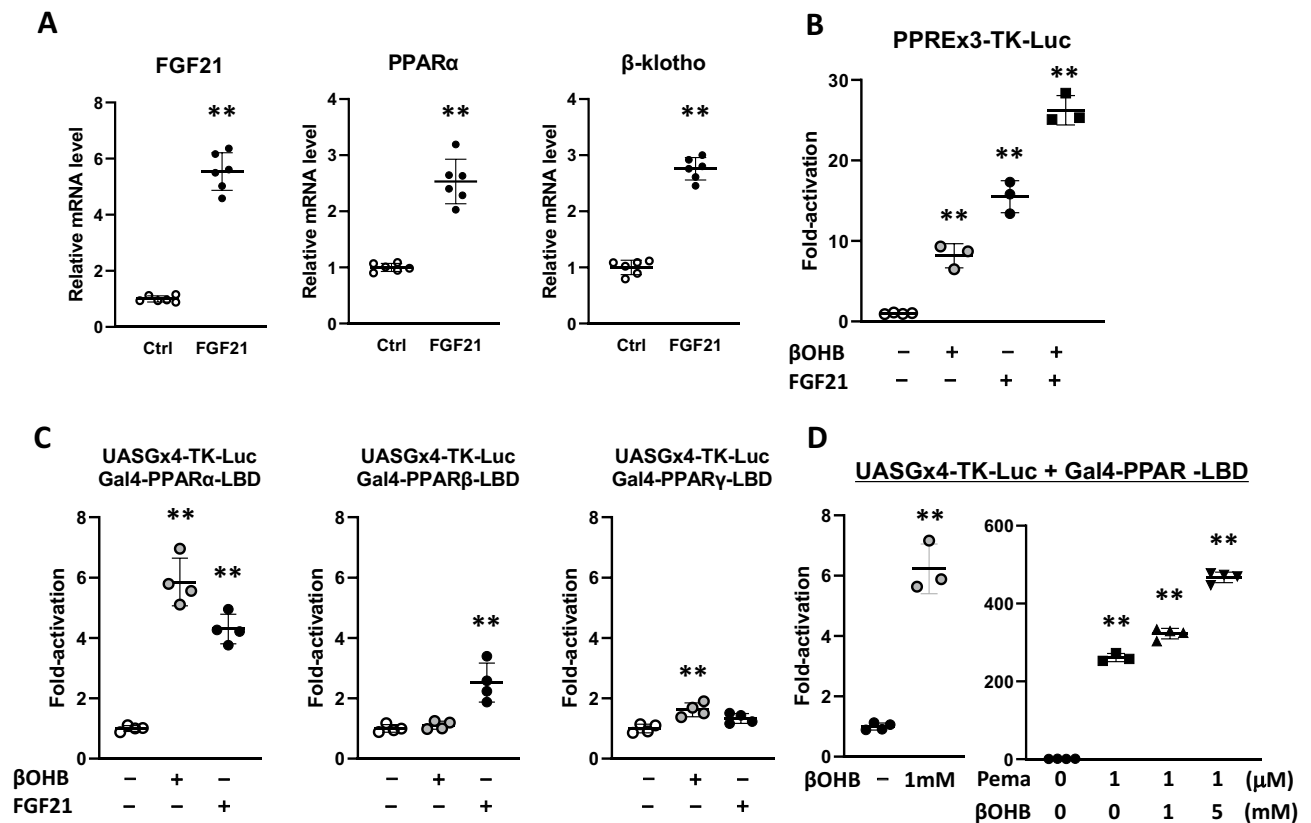 A
FGF21
Relative mRNA level
8
6
4
2
0
**
Ctrl FGF21
PPARα
Relative mRNA level
4
3
2
1
0
**
Ctrl FGF21
β-klotho
Relative mRNA level
4
3
2
1
0
**
Ctrl FGF21
B
PPREx3-TK-Luc
Fold-activation
30
20
10
0
**
**
**
βOHB – + – +
FGF21 – – + +
C
UASGx4-TK-Luc
Gal4-PPARα-LBD
Fold-activation
8
6
4
2
0
**
**
βOHB – + –
FGF21 – – +
UASGx4-TK-Luc
Gal4-PPARβ-LBD
Fold-activation
8
6
4
2
0
**
– + –
– – +
UASGx4-TK-Luc
Gal4-PPARγ-LBD
Fold-activation
8
6
4
2
0
**
– + –
– – +
D
UASGx4-TK-Luc + Gal4-PPAR -LBD
Fold-activation
8
6
4
2
0
**
βOHB – 1mM
600
400
200
0
**
**
**
Pema 0 1 1 1 (μM)
βOHB 0 0 1 5 (mM)